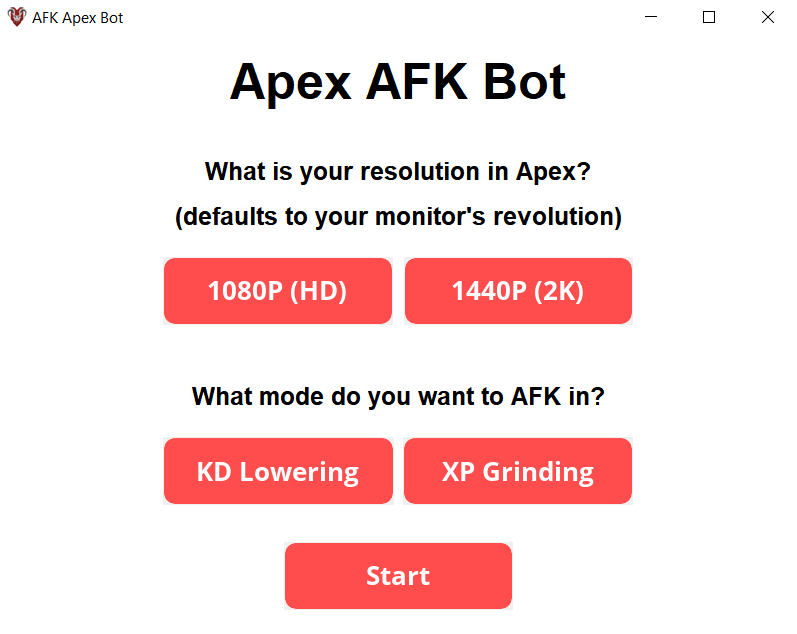 AFK Apex Bot
Apex AFK Bot
What is your resolution in Apex?
(defaults to your monitor's revolution)
1080P (HD)
1440P (2K)
What mode do you want to AFK in?
KD Lowering
XP Grinding
Start